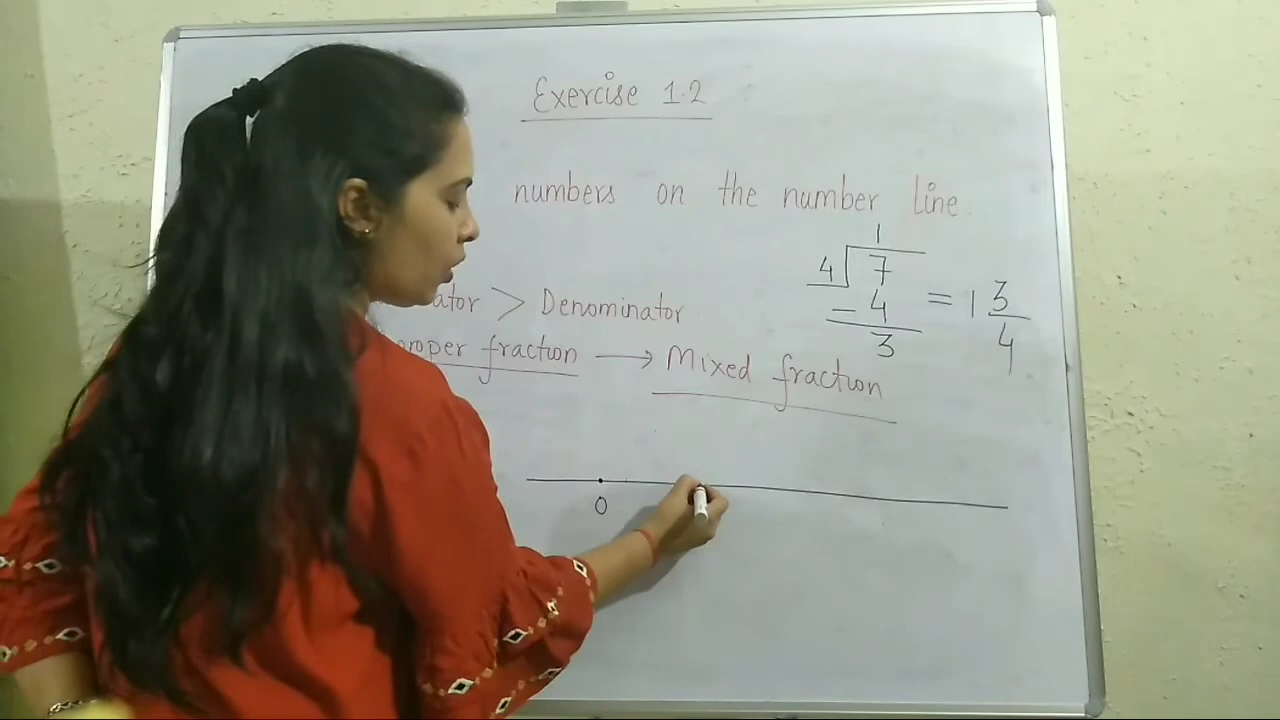 Exercise 1.2
numbers on the number line
1
4 7
- 4
3
= 1 3/4
ator > Denominator
proper fraction → Mixed fraction
0